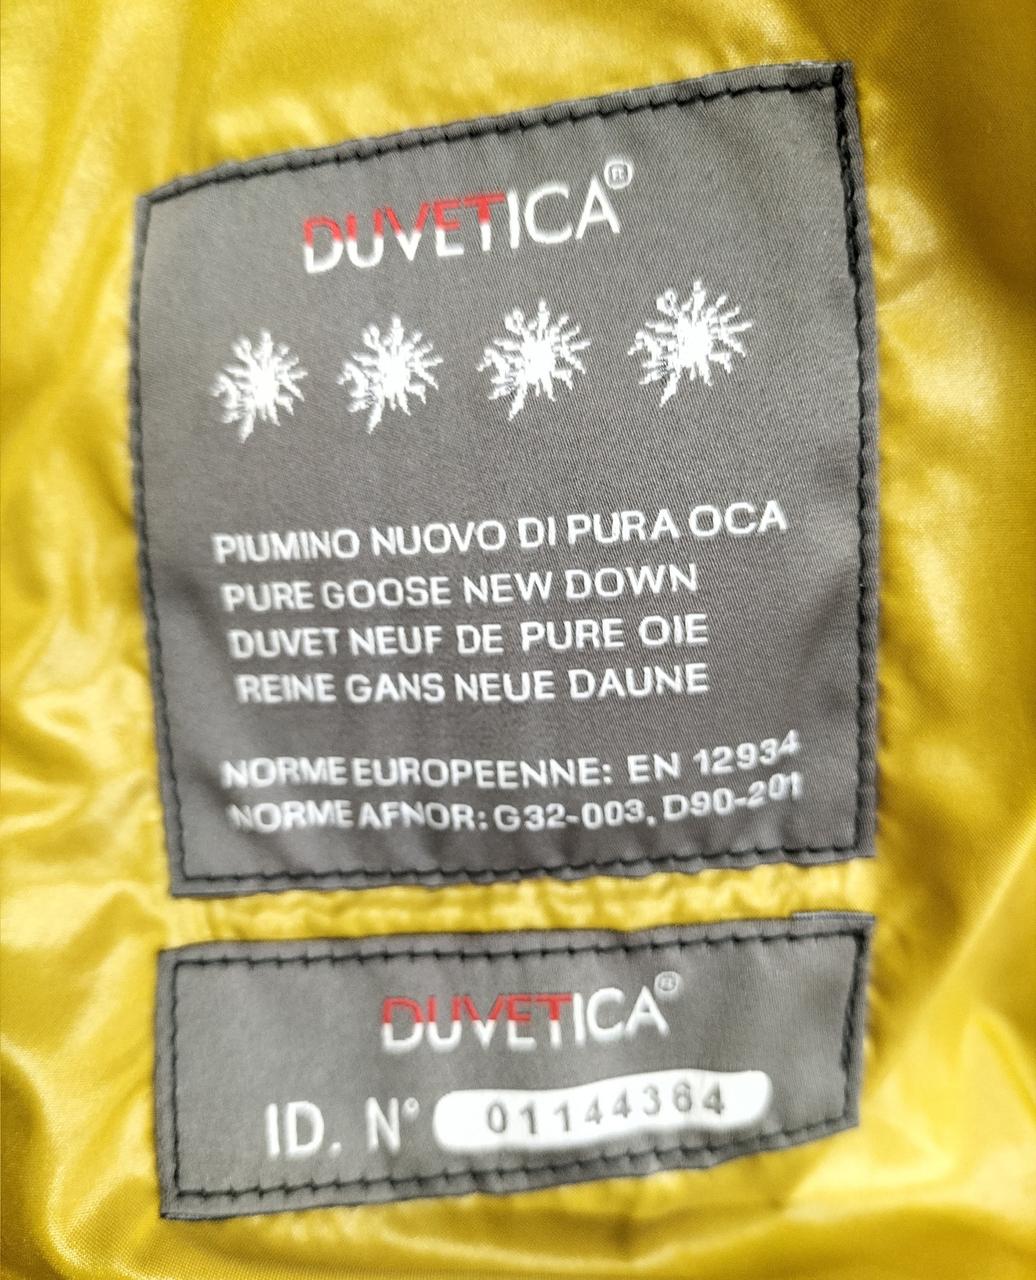 DUVETICA®
PIUMINO NUOVO DI PURA OCA
PURE GOOSE NEW DOWN
DUVET NEUF DE PURE OIE
REINE GANS NEUE DAUNE
NORME EUROPEENNE: EN 12934
NORME AFNOR: G32-003, D90-201
DUVETICA®
ID. N° 01144364